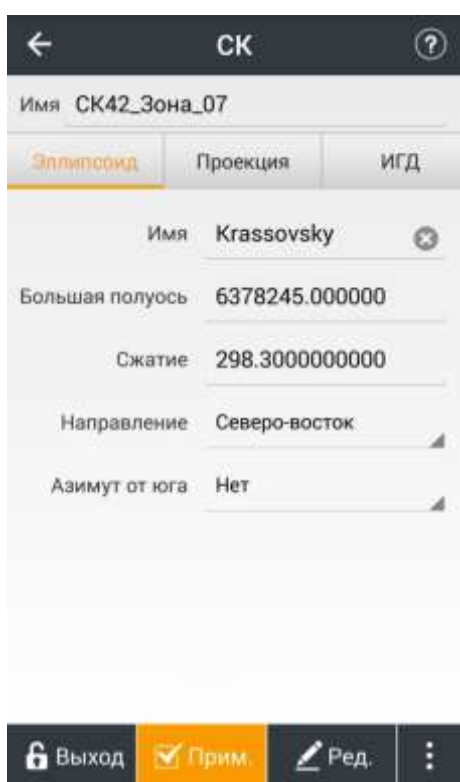 СК
Имя СК42_Зона_07
Эллипсоид Проекция ИГД
Имя Krassovsky
Большая полуось 6378245.000000
Сжатие 298.3000000000
Направление Северо-восток
Азимут от юга Нет
Выход Прим. Ред.